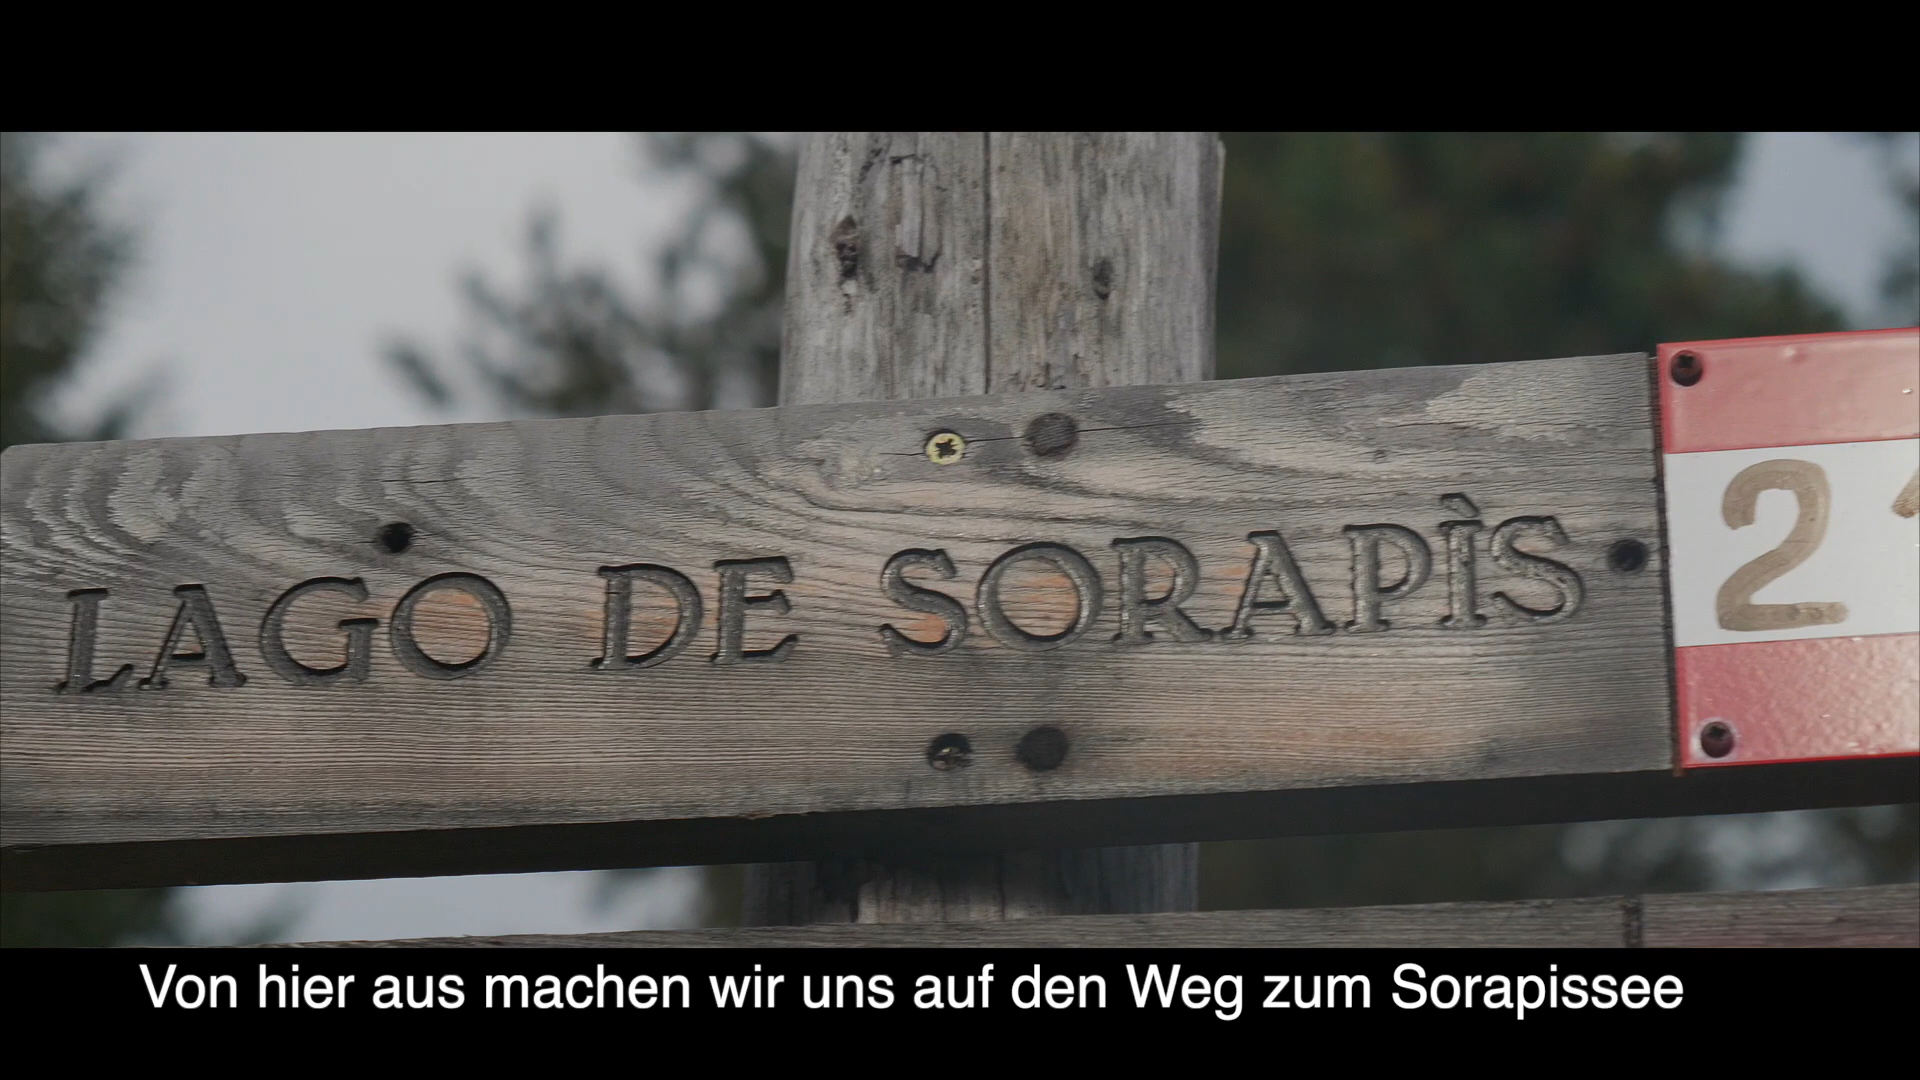 LAGO DE SORAPÌS
2
Von hier aus machen wir uns auf den Weg zum Sorapissee